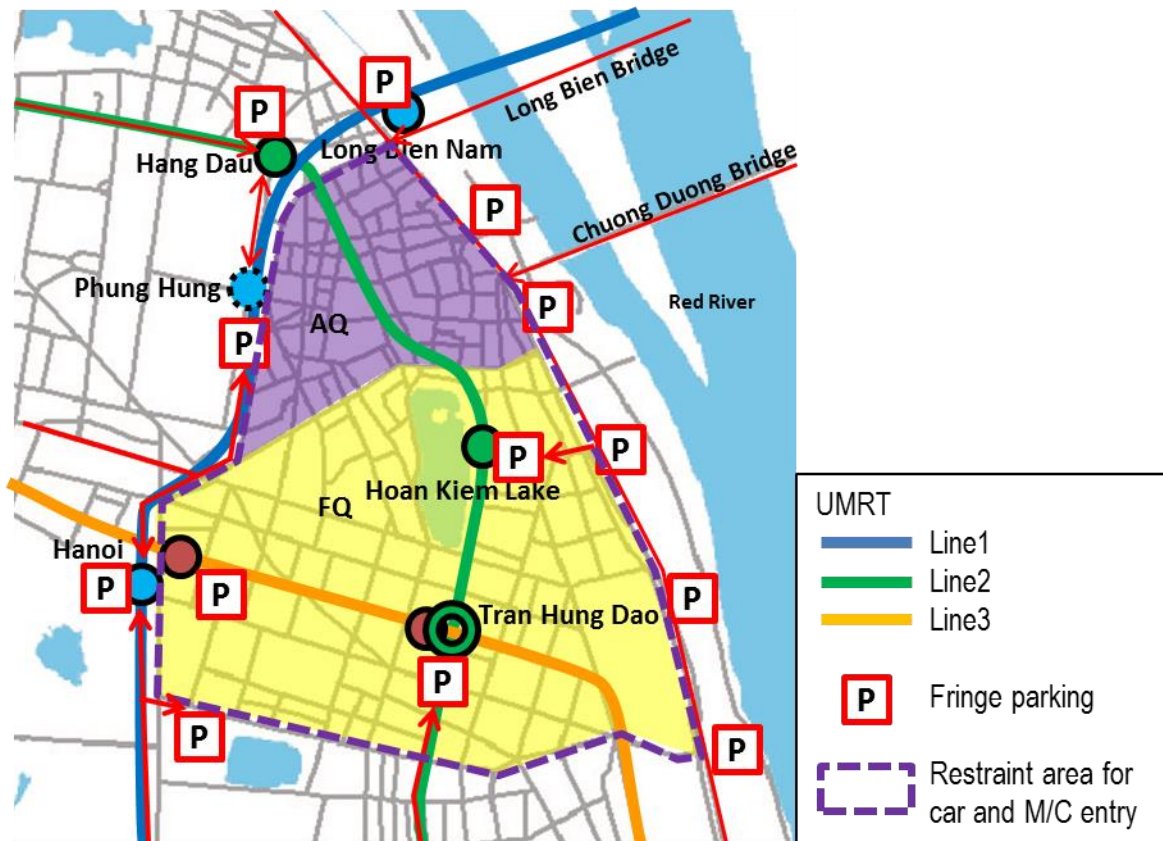 P
Long Bien Bridge
P
Hang Dau
Long Bien Nam
P
Chuong Duong Bridge
Phung Hung
P
Red River
AQ
P
P
P
Hoan Kiem Lake
FQ
Hanoi
P
P
Tran Hung Dao
P
P
P
P
UMRT
Line1
Line2
Line3
P
Fringe parking
Restraint area for
car and M/C entry